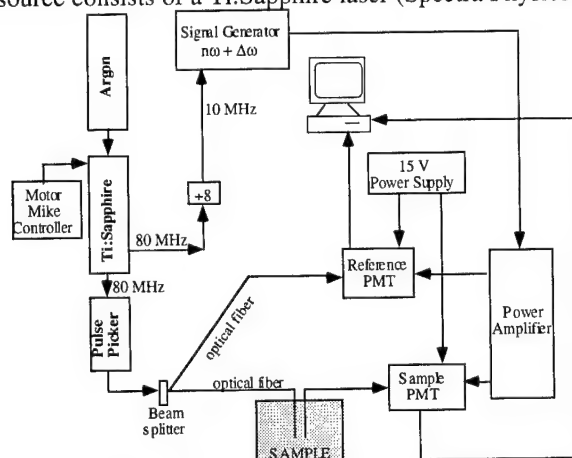 source consists of a Ti:Sapphire laser (Spectra
Signal Generator
nω + Δω
Argon
10 MHz
15 V
Power Supply
Motor
Mike
Controller
Ti:Sapphire
÷8
80 MHz
80 MHz
Reference
PMT
Pulse
Picker
optical fiber
Power
Amplifier
optical fiber
Sample
PMT
Beam
splitter
SAMPLE